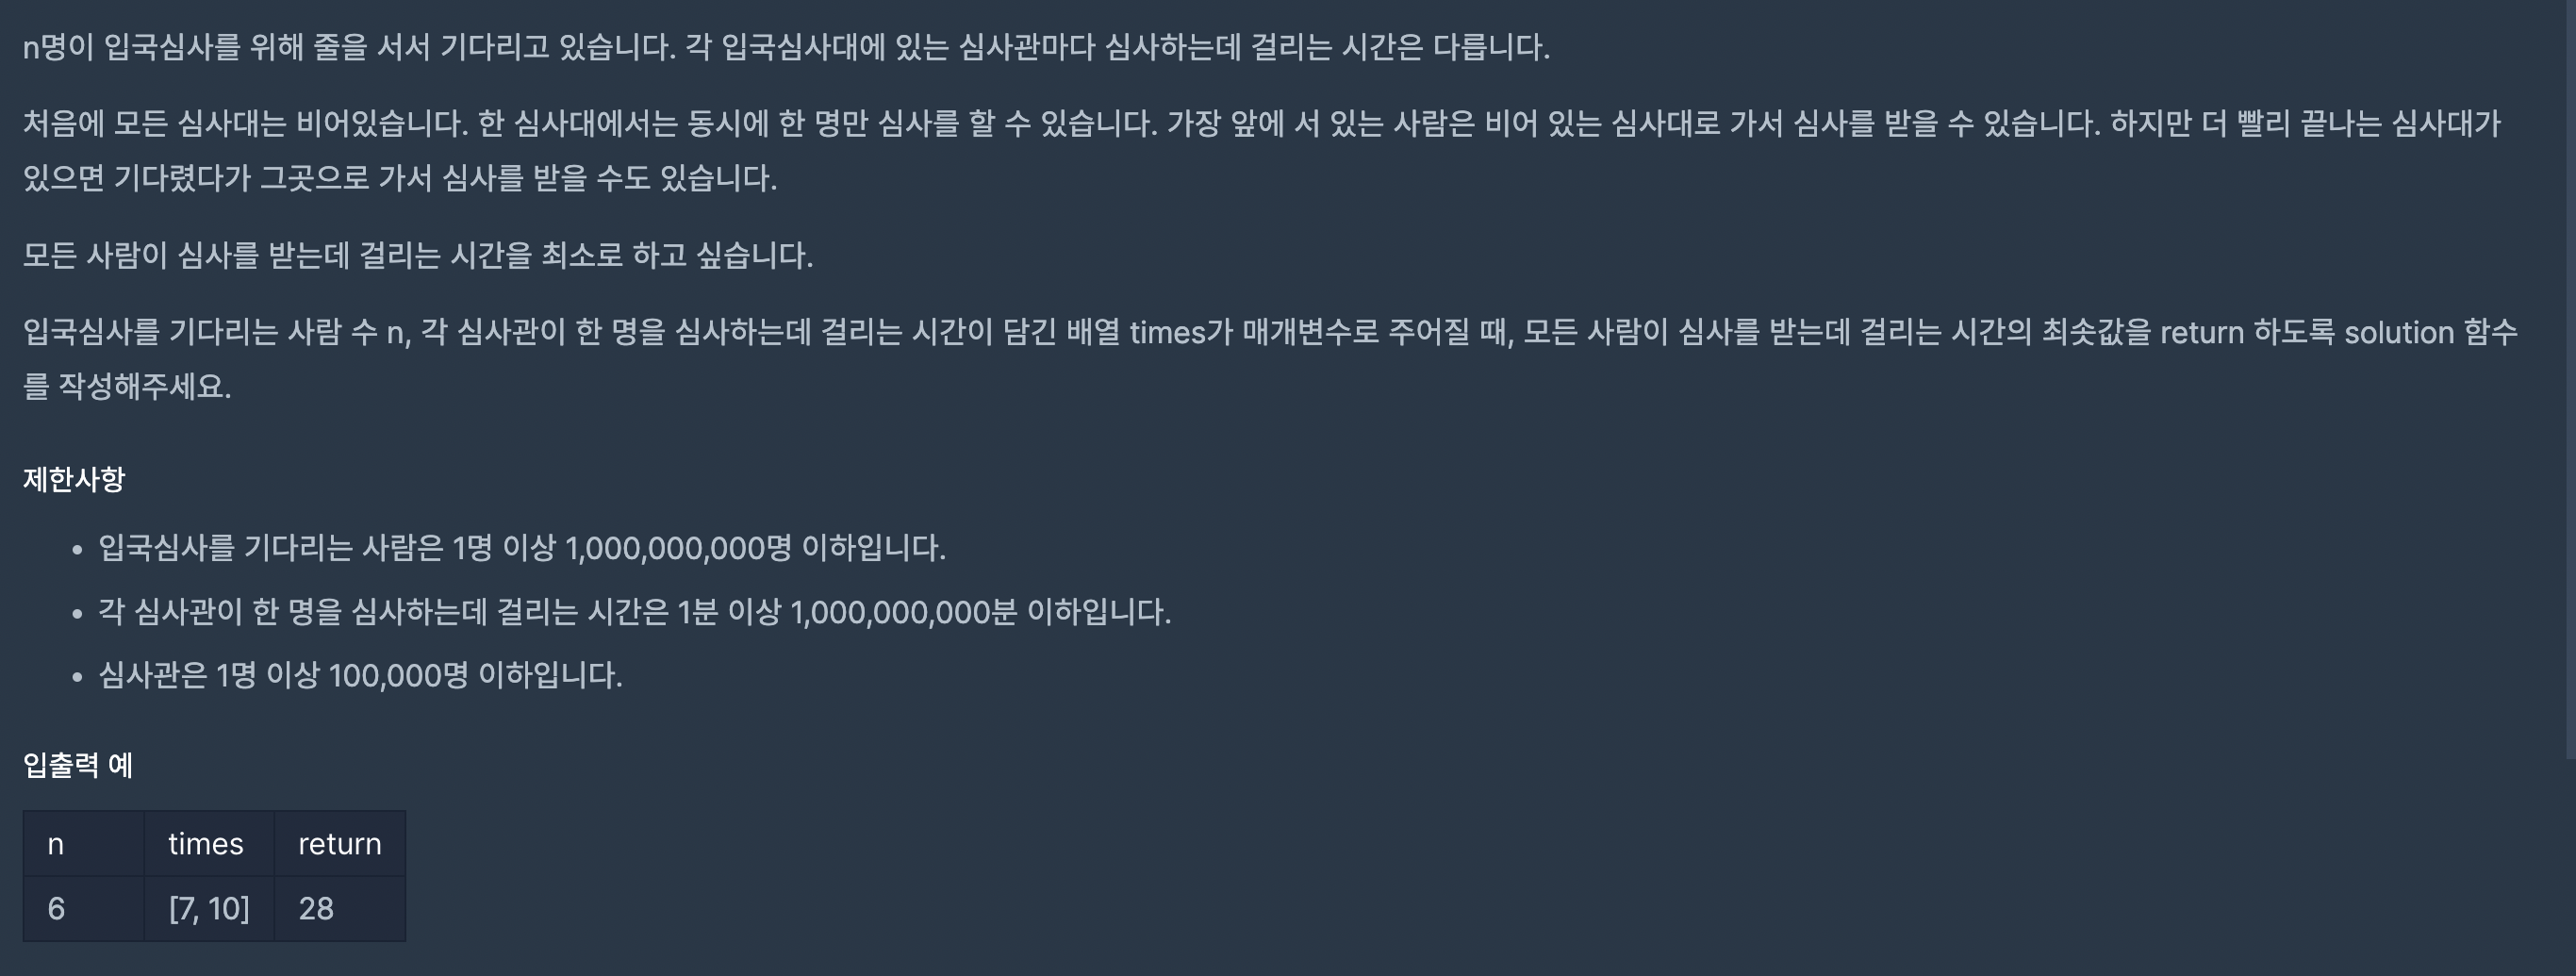 n명이 입국심사를 위해 줄을 서서 기다리고 있습니다. 각 입국심사대에 있는 심사관마다 심사하는데 걸리는 시간은 다릅니다.
처음에 모든 심사대는 비어있습니다. 한 심사대에서는 동시에 한 명만 심사를 할 수 있습니다. 가장 앞에 서 있는 사람은 비어 있는 심사대로 가서 심사를 받을 수 있습니다. 하지만 더 빨리 끝나는 심사대가
있으면 기다렸다가 그곳으로 가서 심사를 받을 수도 있습니다.
모든 사람이 심사를 받는데 걸리는 시간을 최소로 하고 싶습니다.
입국심사를 기다리는 사람 수 n, 각 심사관이 한 명을 심사하는데 걸리는 시간이 담긴 배열 times가 매개변수로 주어질 때, 모든 사람이 심사를 받는데 걸리는 시간의 최솟값을 return 하도록 solution 함수
를 작성해주세요.
제한사항
• 입국심사를 기다리는 사람은 1명 이상 1,000,000,000명 이하입니다.
• 각 심사관이 한 명을 심사하는데 걸리는 시간은 1분 이상 1,000,000,000분 이하입니다.
• 심사관은 1명 이상 100,000명 이하입니다.
입출력 예
n times return
6 [7, 10] 28